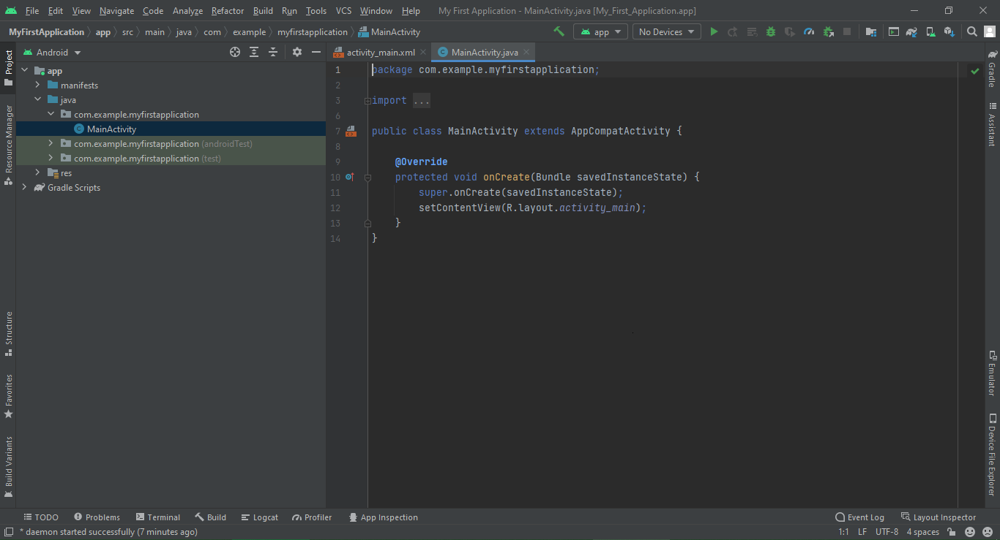 File Edit View Navigate Code Analyze Refactor Build Run Tools VCS Window Help My First Application - MainActivity.java [My_First_Application.app]
MyFirstApplication app src main java com example myfirstapplication MainActivity app No Devices
Android
activity_main.xml MainActivity.java
app
manifests
java
com.example.myfirstapplication
MainActivity
com.example.myfirstapplication (androidTest)
com.example.myfirstapplication (test)
res
Gradle Scripts
1 package com.example.myfirstapplication;
2
3 import ...
6
7 public class MainActivity extends AppCompatActivity {
8
9 @Override
10 protected void onCreate(Bundle savedInstanceState) {
11 super.onCreate(savedInstanceState);
12 setContentView(R.layout.activity_main);
13 }
14 }
Project
Resource Manager
Structure
Favorites
Build Variants
Gradle
Assistant
Emulator
Device File Explorer
TODO Problems Terminal Build Logcat Profiler App Inspection Event Log Layout Inspector
* daemon started successfully (7 minutes ago) 1:1 LF UTF-8 4 spaces